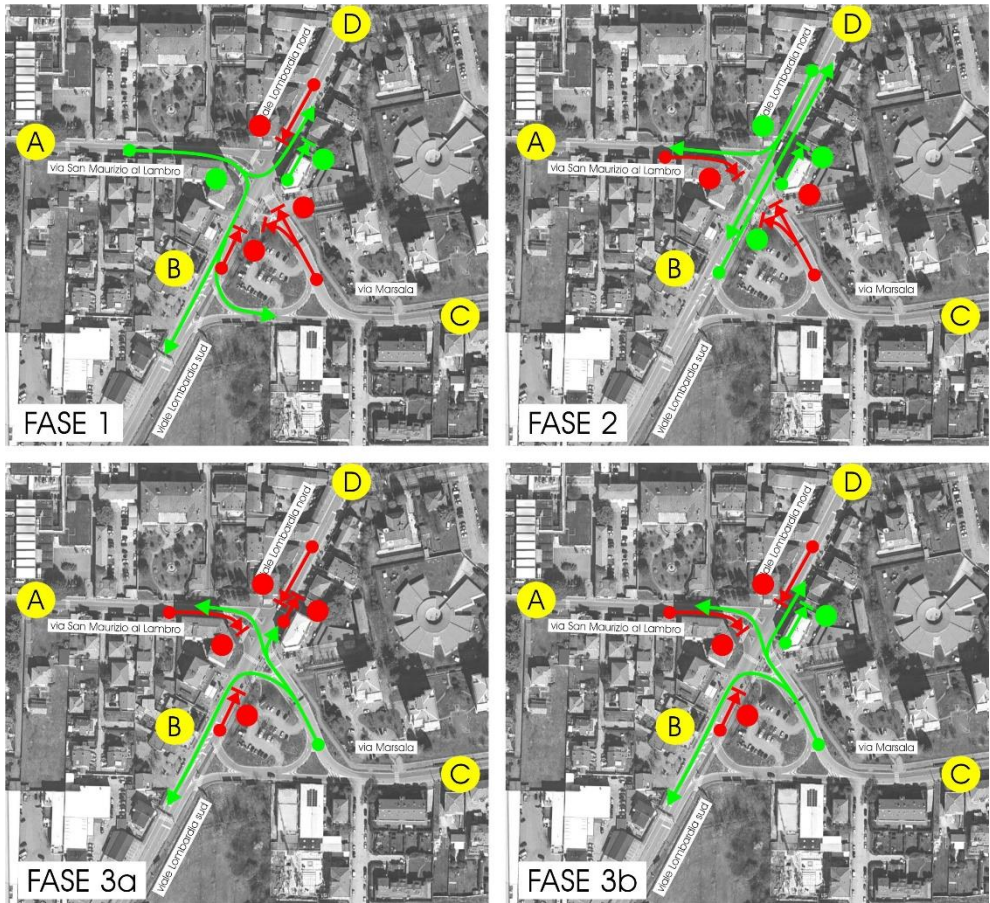 D
viale Lombardia nord
A
via San Maurizio al Lambro
B
via Marsala
C
viale Lombardia sud
FASE 1
D
viale Lombardia nord
A
via San Maurizio al Lambro
B
via Marsala
C
viale Lombardia sud
FASE 2
D
viale Lombardia nord
A
via San Maurizio al Lambro
B
via Marsala
C
viale Lombardia sud
FASE 3a
D
viale Lombardia nord
A
via San Maurizio al Lambro
B
via Marsala
C
viale Lombardia sud
FASE 3b